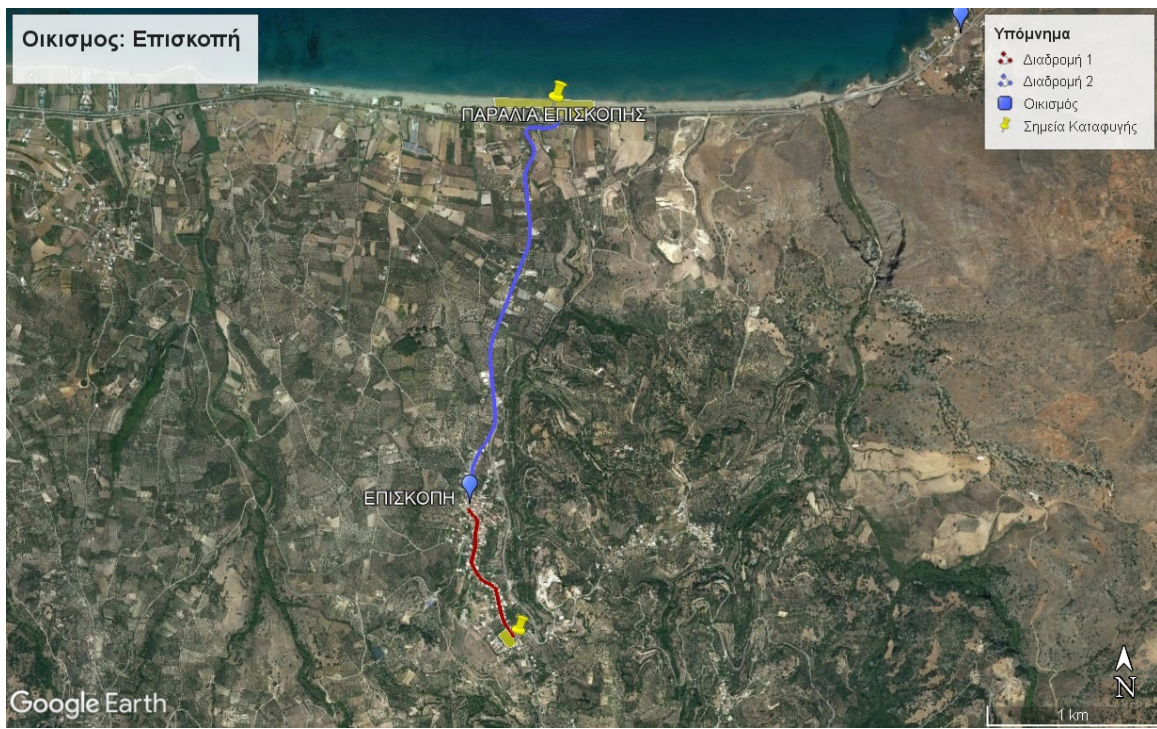 Οικισμος: Επισκοπή
Υπόμνημα
Διαδρομή 1
Διαδρομή 2
Οικισμός
Σημεία Καταφυγής
ΠΑΡΑΛΙΑ ΕΠΙΣΚΟΠΗΣ
ΕΠΙΣΚΟΠΗ
N
Google Earth
1 km